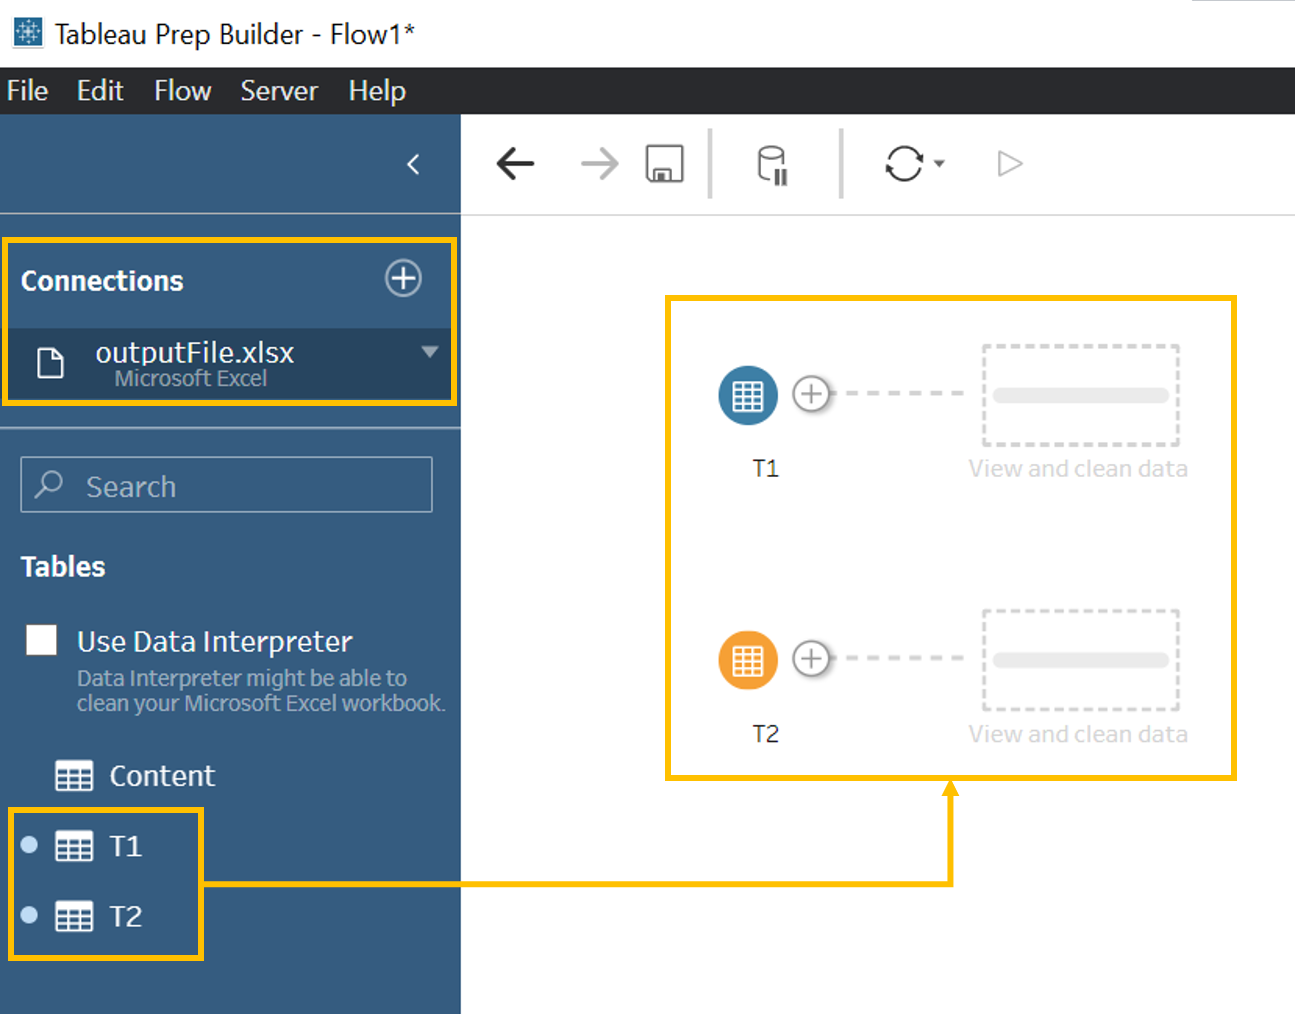 Tableau Prep Builder - Flow1*
File Edit Flow Server Help
Connections
outputFile.xlsx
Microsoft Excel
Search
Tables
Use Data Interpreter
Data Interpreter might be able to
clean your Microsoft Excel workbook.
Content
T1
T2
T1
View and clean data
T2
View and clean data